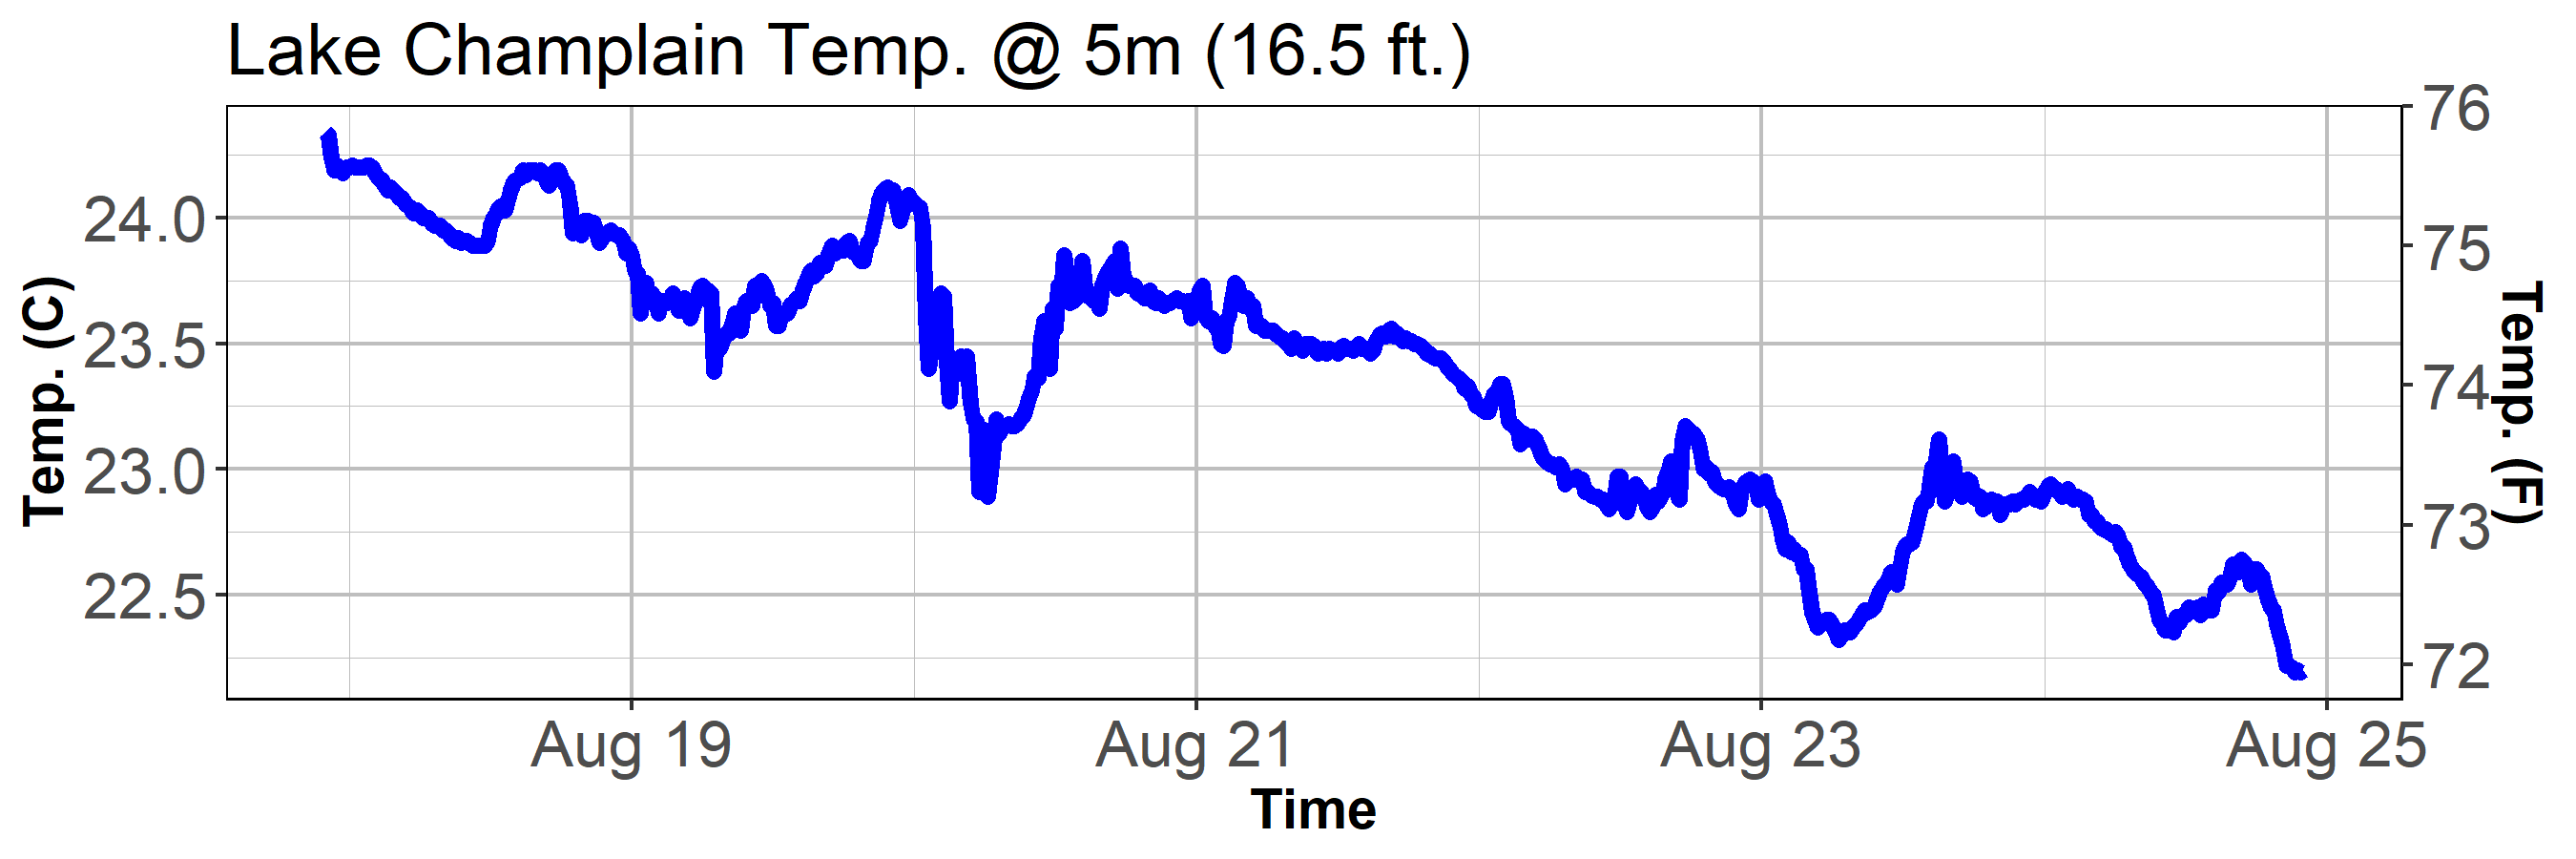 Lake Champlain Temp. @ 5m (16.5 ft.)
Temp. (C)
24.0
23.5
23.0
22.5
76
75
74
73
72
Temp. (F)
Aug 19 Aug 21 Aug 23 Aug 25
Time